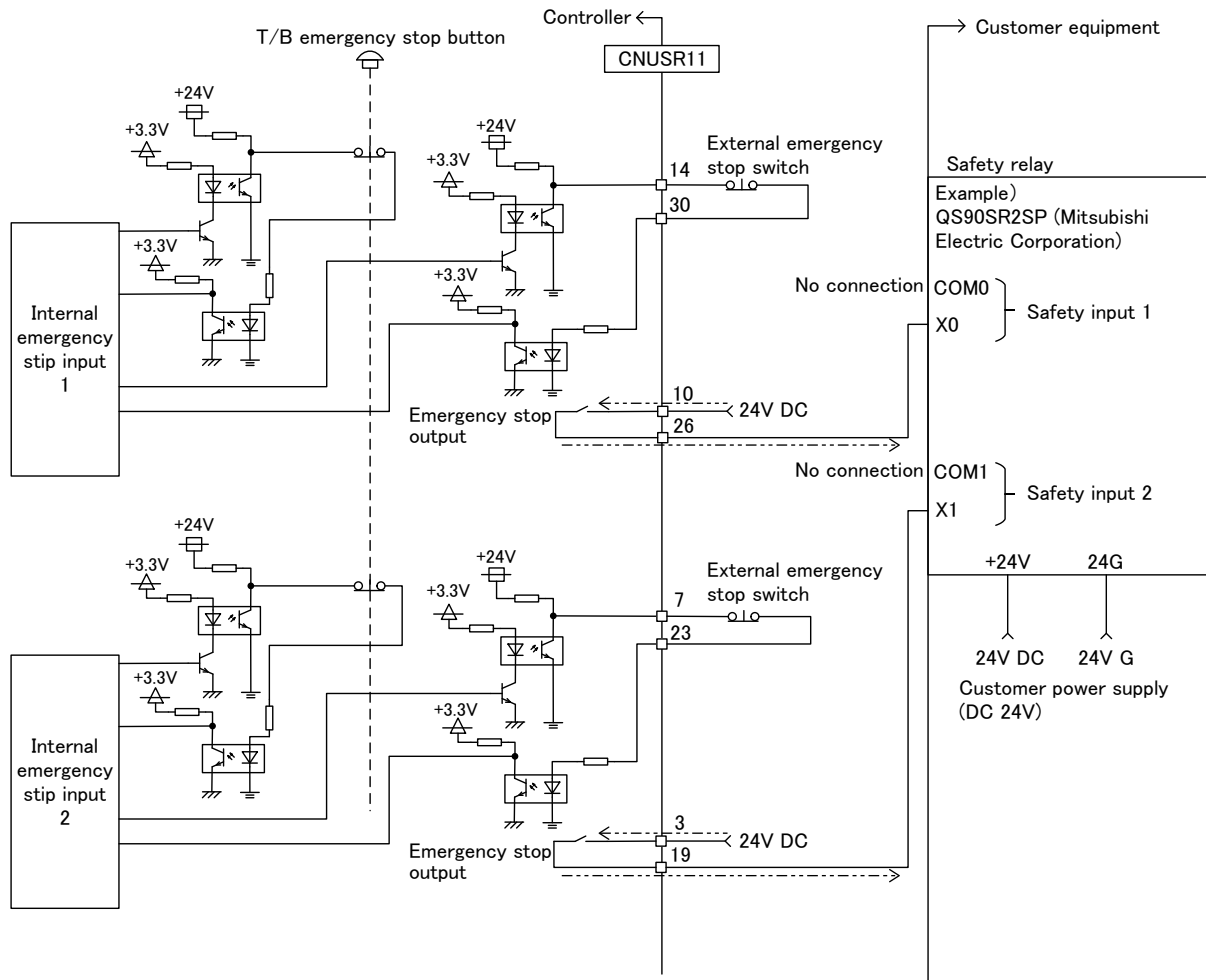 Controller
T/B emergency stop button
Customer equipment
CNUSR11
+24V
+3.3V
+24V
+3.3V
14
External emergency
stop switch
30
Safety relay
Example)
QS90SR2SP (Mitsubishi
Electric Corporation)
+3.3V
+3.3V
Internal
emergency
stip input
1
No connection
COM0
X0
Safety input 1
10
24V DC
Emergency stop
output
26
No connection
COM1
X1
Safety input 2
+24V
+3.3V
+24V
+3.3V
7
External emergency
stop switch
23
+24V
24G
24V DC
24V G
Customer power supply
(DC 24V)
+3.3V
+3.3V
Internal
emergency
stip input
2
3
24V DC
Emergency stop
output
19